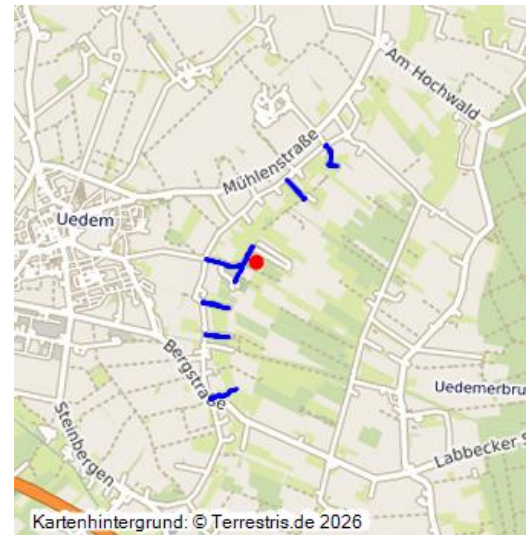 Am Hochwald
Mühlenstraße
Uedem
Bergstraße
Uedemerbru
Steinbergen
Labbecker S
Kartenhintergrund: © Terrestris.de 2026